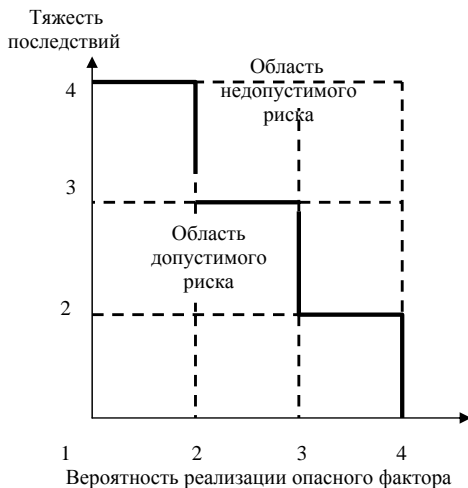 Тяжесть
последствий
Область
недопустимого
риска
4
3
Область
допустимого
риска
2
1 2 3 4
Вероятность реализации опасного фактора